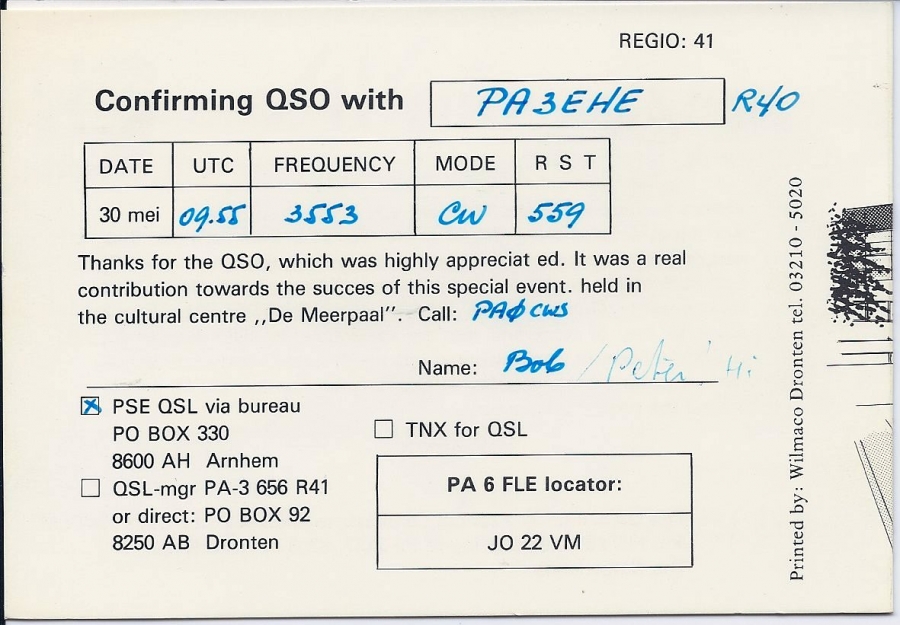 REGIO: 41
Confirming QSO with PA3EHE R40
DATE UTC FREQUENCY MODE R S T
30 mei 09.55 3553 CW 559
Thanks for the QSO, which was highly appreciat ed. It was a real
contribution towards the succes of this special event. held in
the cultural centre ,,De Meerpaal”. Call: PAØCWS
Name: Bob / Peter' Hi
☒ PSE QSL via bureau
PO BOX 330
8600 AH Arnhem
☐ QSL-mgr PA-3 656 R41
or direct: PO BOX 92
8250 AB Dronten
☐ TNX for QSL
PA 6 FLE locator:
JO 22 VM
Printed by: Wilmaco Dronten tel. 03210 - 5020